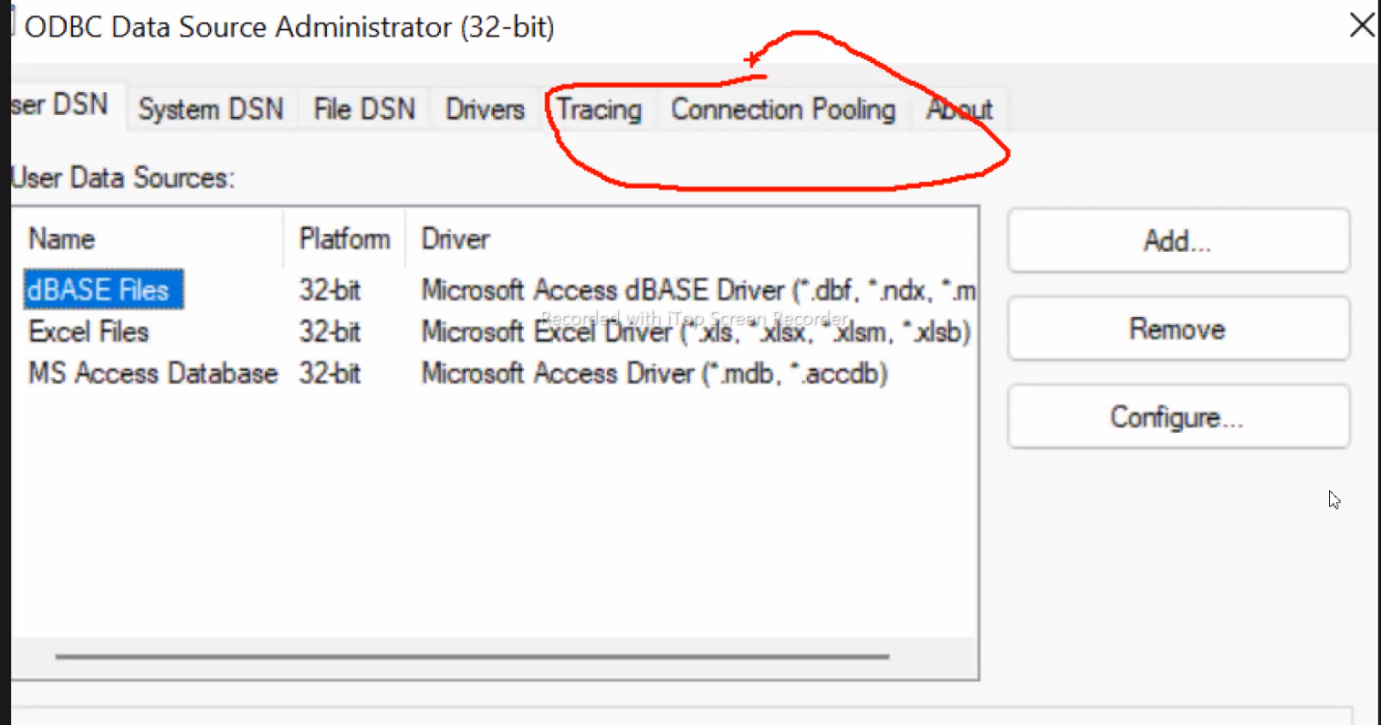 ODBC Data Source Administrator (32-bit)
ser DSN System DSN File DSN Drivers Tracing Connection Pooling About
User Data Sources:
Name Platform Driver
dBASE Files 32-bit Microsoft Access dBASE Driver (*.dbf, *.ndx, *.m
Recorded with iTop Screen Recorder
Excel Files 32-bit Microsoft Excel Driver (*.xls, *.xlsx, *.xlsm, *.xlsb)
MS Access Database 32-bit Microsoft Access Driver (*.mdb, *.accdb)
Add...
Remove
Configure...